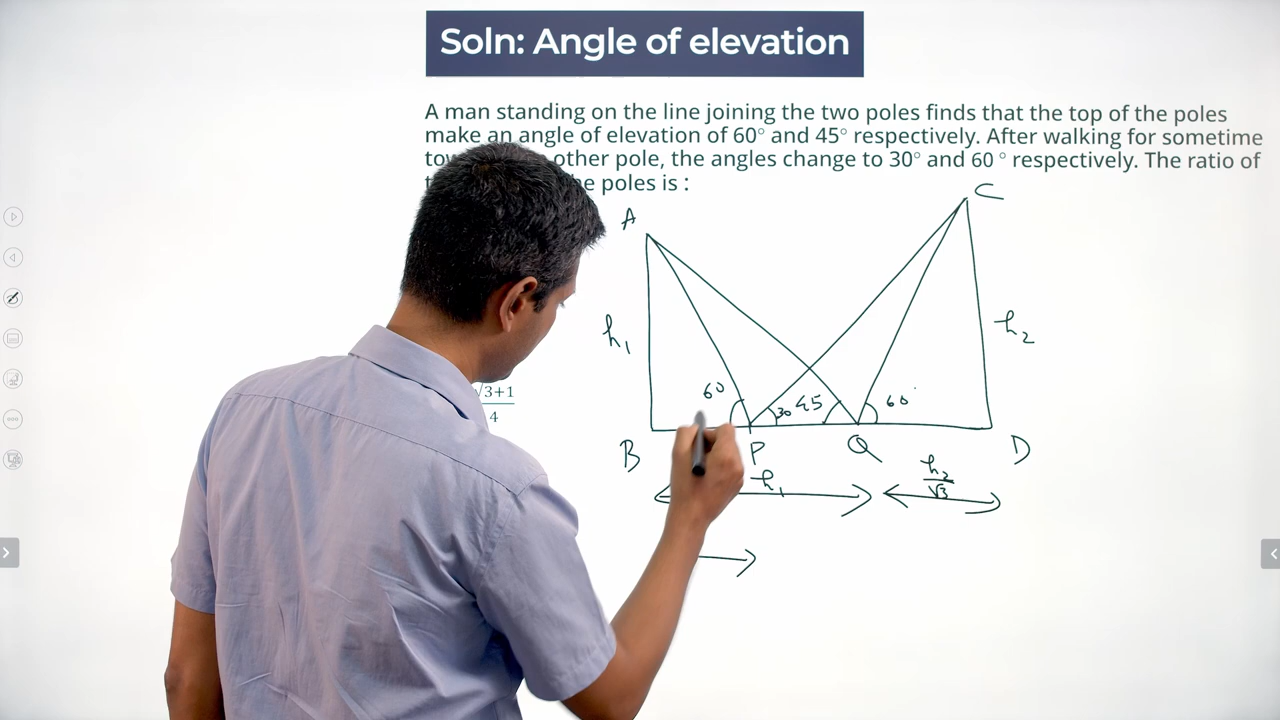 Soln: Angle of elevation
A man standing on the line joining the two poles finds that the top of the poles
make an angle of elevation of 60° and 45° respectively. After walking for sometime
other pole, the angles change to 30° and 60 ° respectively. The ratio of
poles is :
C
A
h₁
h₂
√3+1
4
60
30
45
60
B
P
Q
D
h₁
h₂
√3